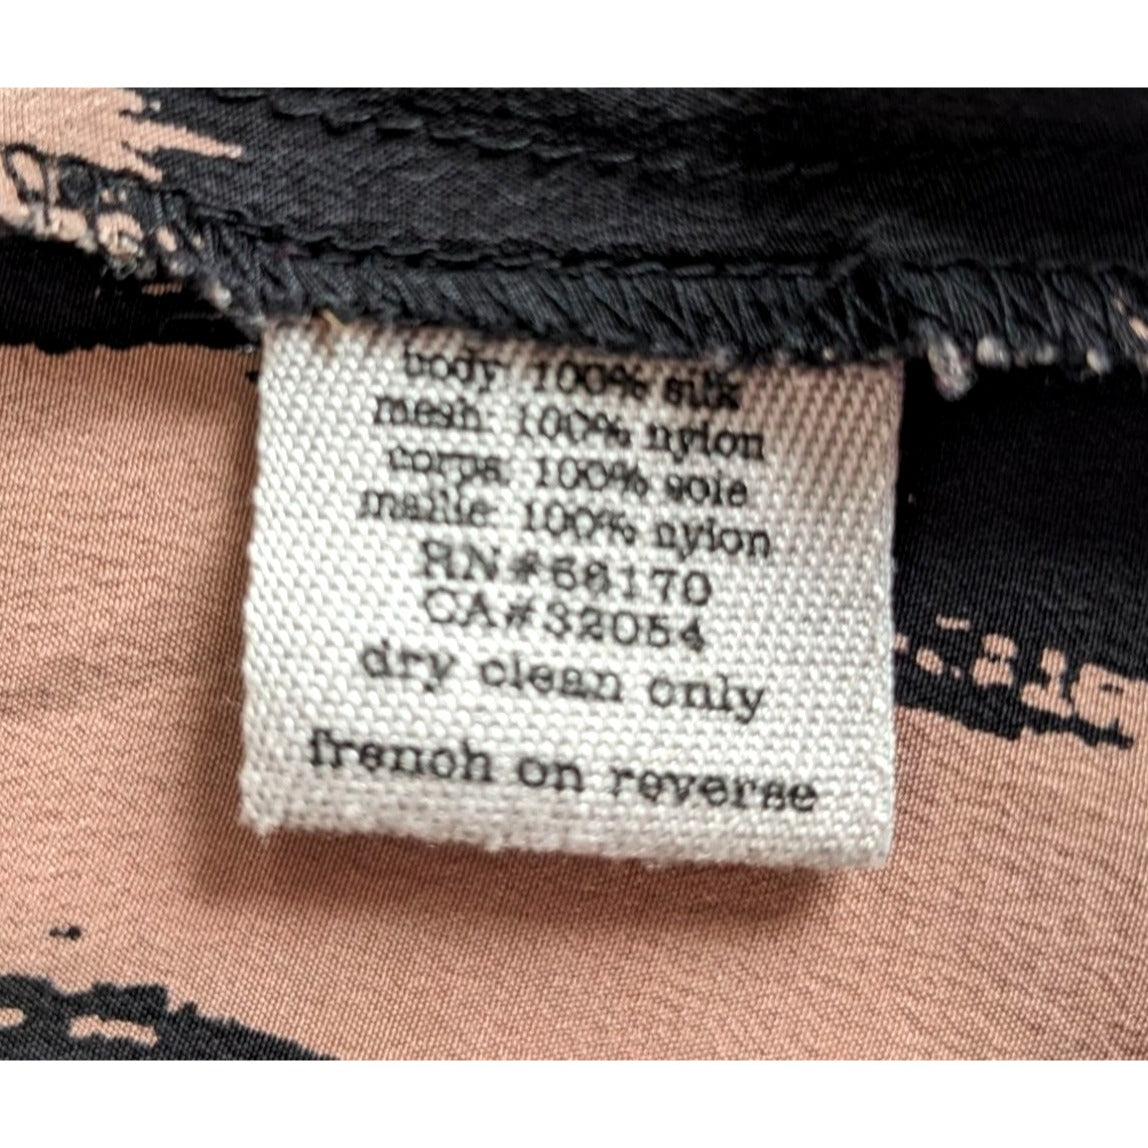 body: 100% silk
mesh: 100% nylon
corps: 100% soie
maille: 100% nylon
RN#66170
CA#32054
dry clean only
french on reverse